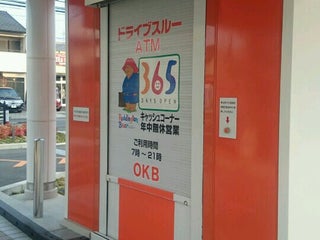 ドライブスルー
ATM
365
DAYS OPEN
キャッシュコーナー
年中無休営業
ご利用時間
7時〜21時
OKB